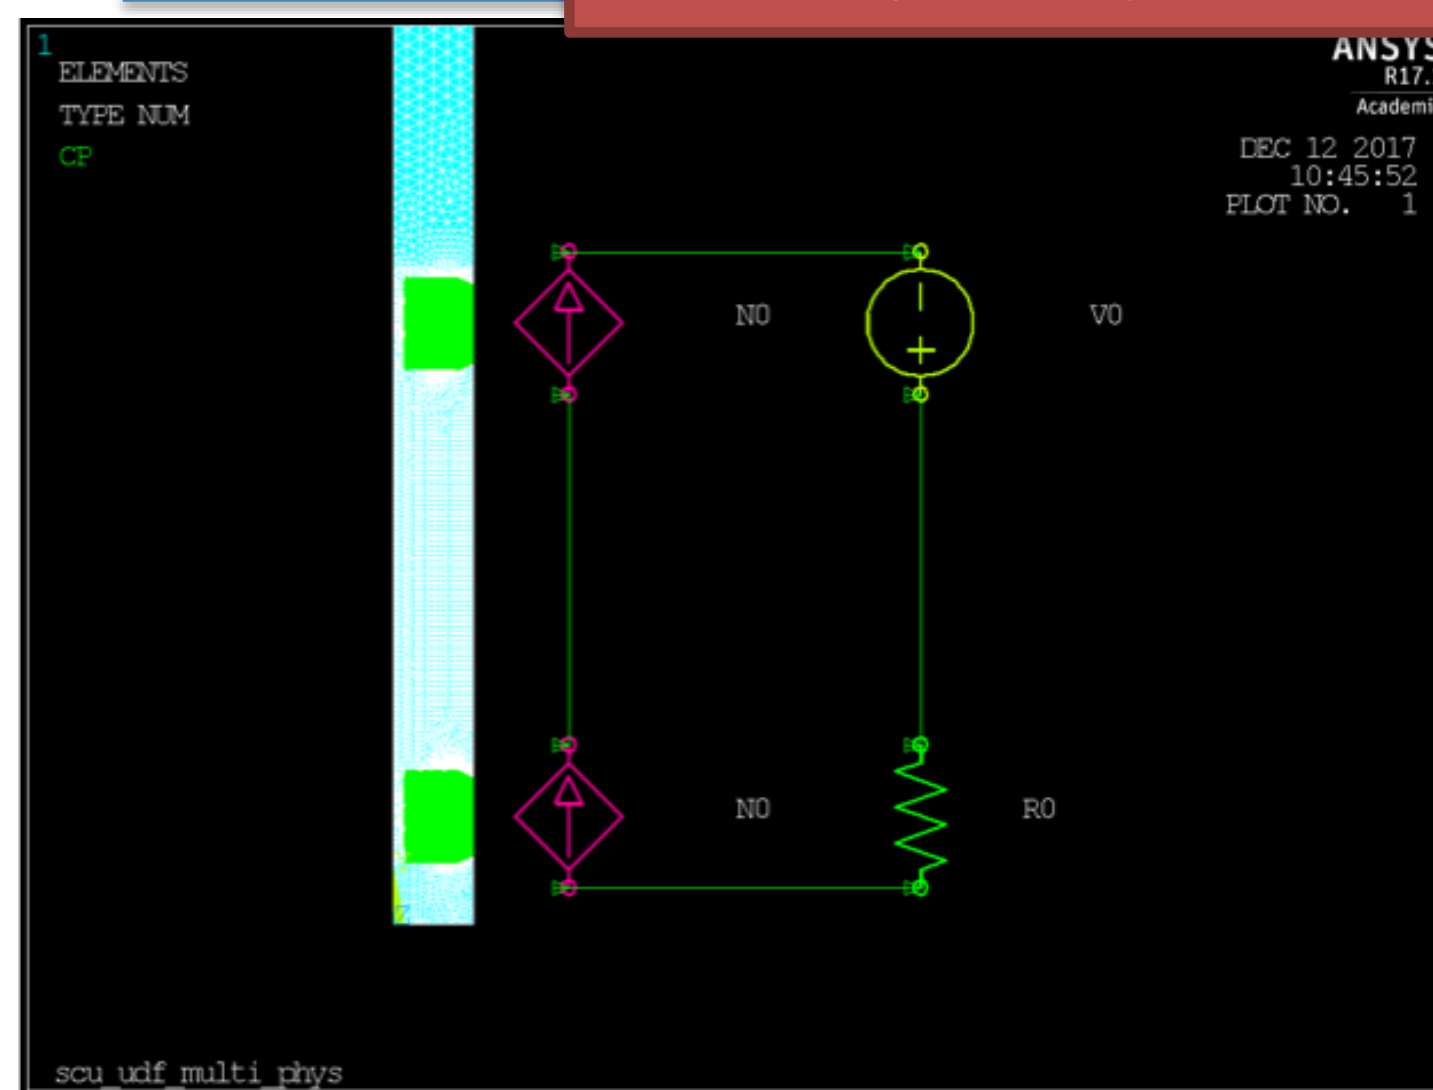 1
ELEMENTS
TYPE NUM
CP
ANSYS
R17.
Academi
DEC 12 2017
10:45:52
PLOT NO. 1
N0
V0
N0
R0
Z
scu_udf_multi_phys